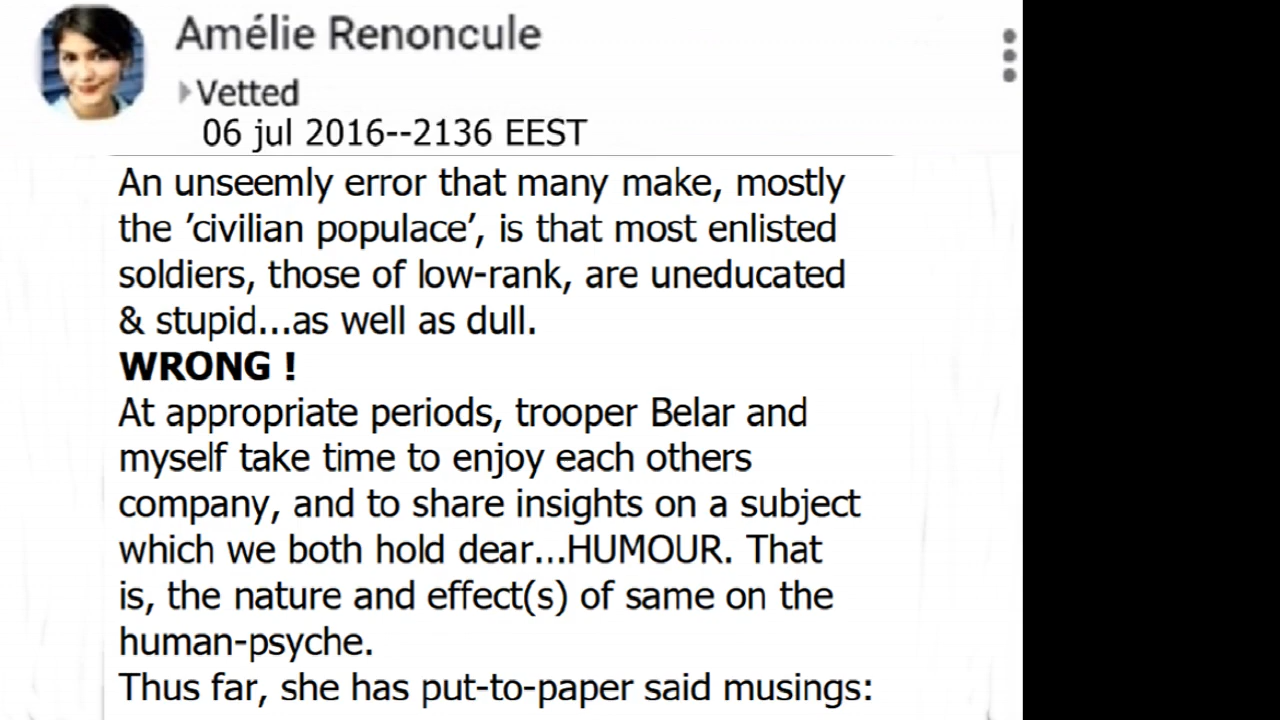 Amélie Renoncule
Vetted
06 jul 2016--2136 EEST
An unseemly error that many make, mostly
the 'civilian populace', is that most enlisted
soldiers, those of low-rank, are uneducated
& stupid...as well as dull.
WRONG !
At appropriate periods, trooper Belar and
myself take time to enjoy each others
company, and to share insights on a subject
which we both hold dear...HUMOUR. That
is, the nature and effect(s) of same on the
human-psyche.
Thus far, she has put-to-paper said musings: